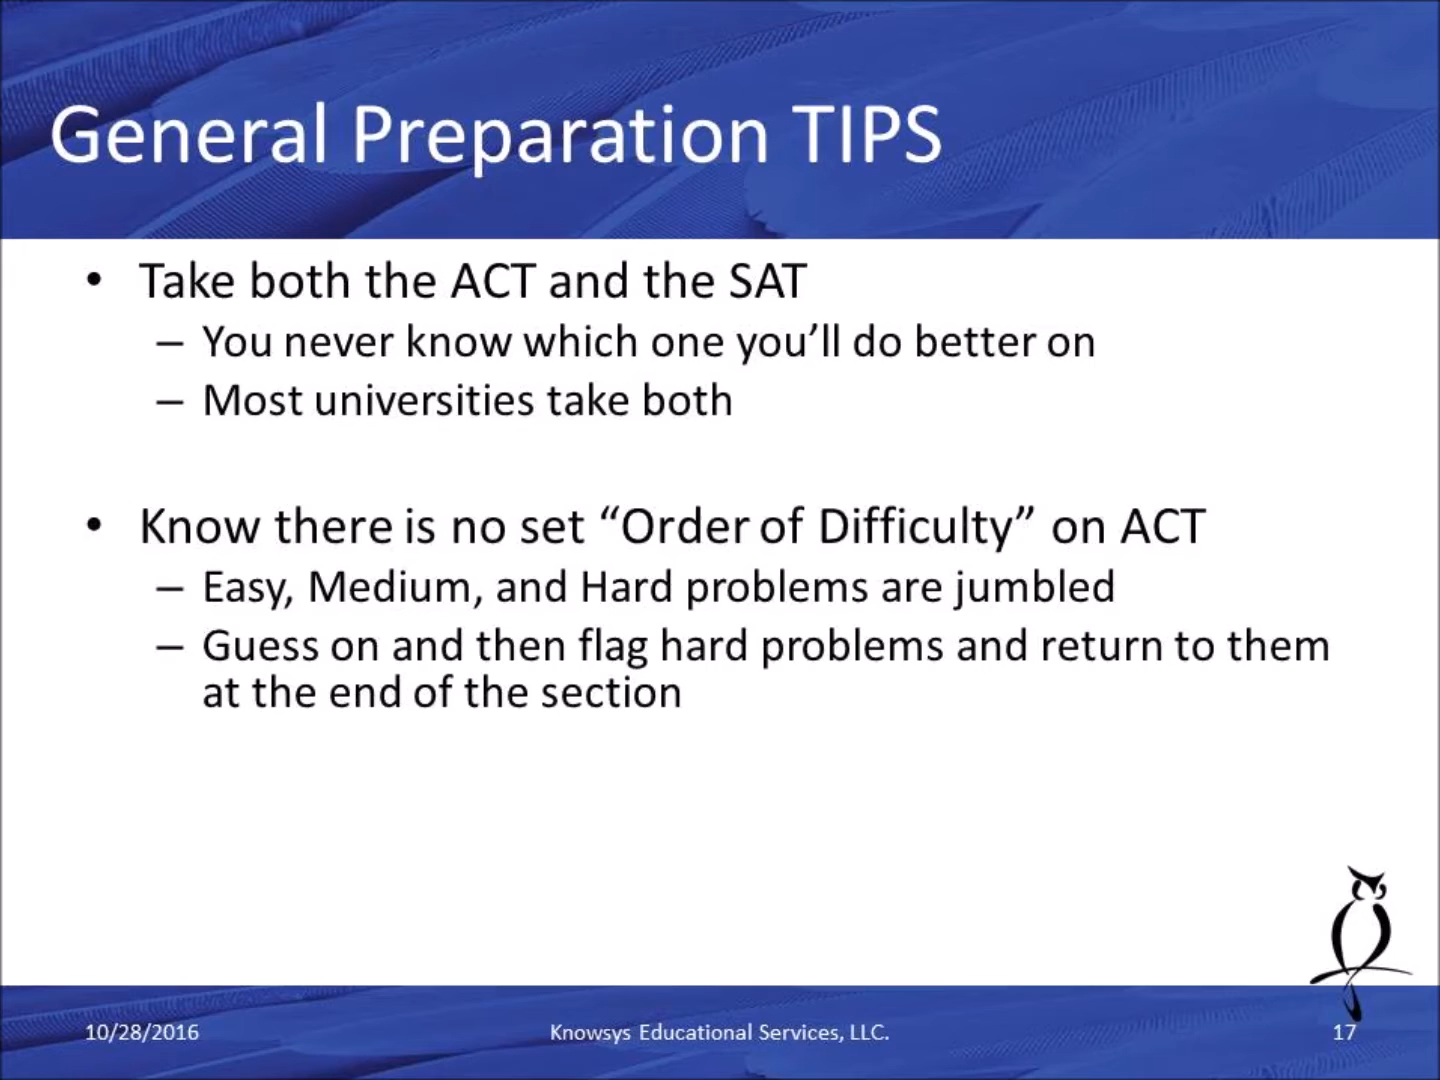 General Preparation TIPS
• Take both the ACT and the SAT
– You never know which one you’ll do better on
– Most universities take both
• Know there is no set “Order of Difficulty” on ACT
– Easy, Medium, and Hard problems are jumbled
– Guess on and then flag hard problems and return to them
at the end of the section
10/28/2016
Knowsys Educational Services, LLC.
17